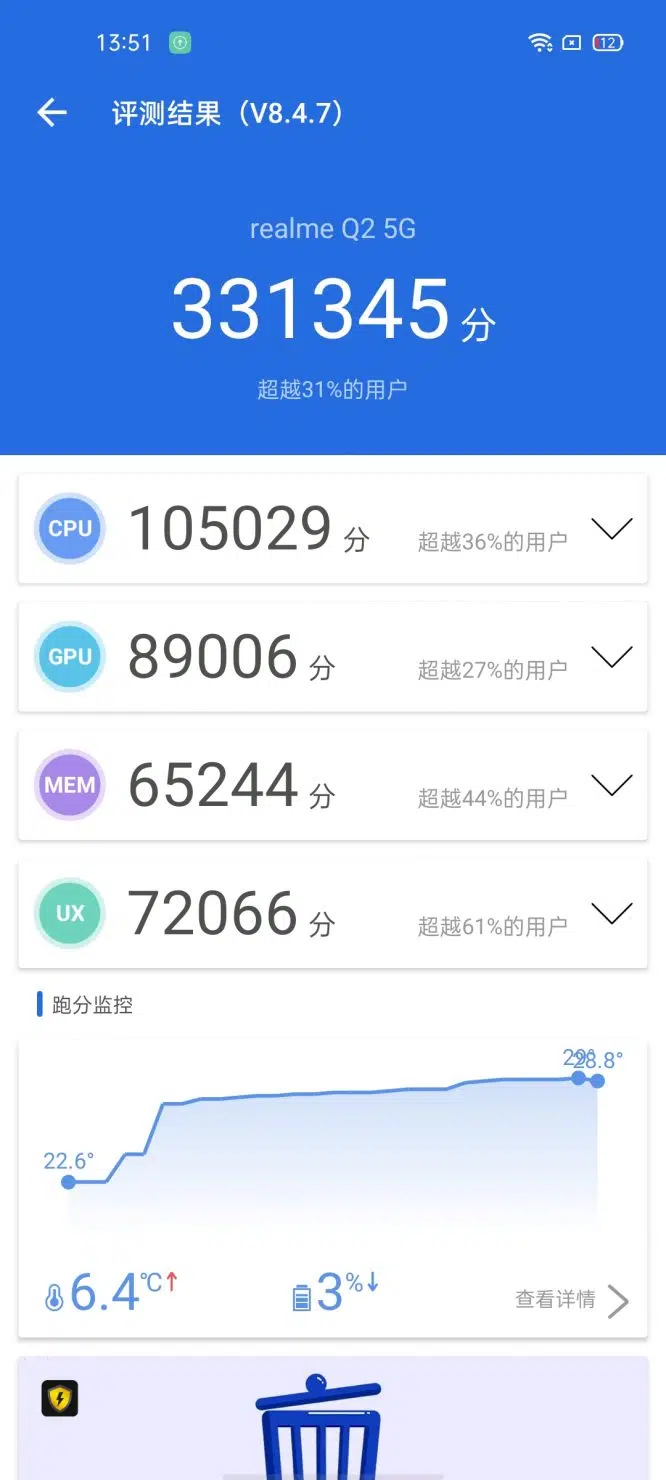 13:51
12
评测结果（V8.4.7）
realme Q2 5G
331345 分
超越31%的用户
CPU 105029 分 超越36%的用户
GPU 89006 分 超越27%的用户
MEM 65244 分 超越44%的用户
UX 72066 分 超越61%的用户
跑分监控
29° 28.8°
22.6°
6.4℃↑ 3%↓ 查看详情